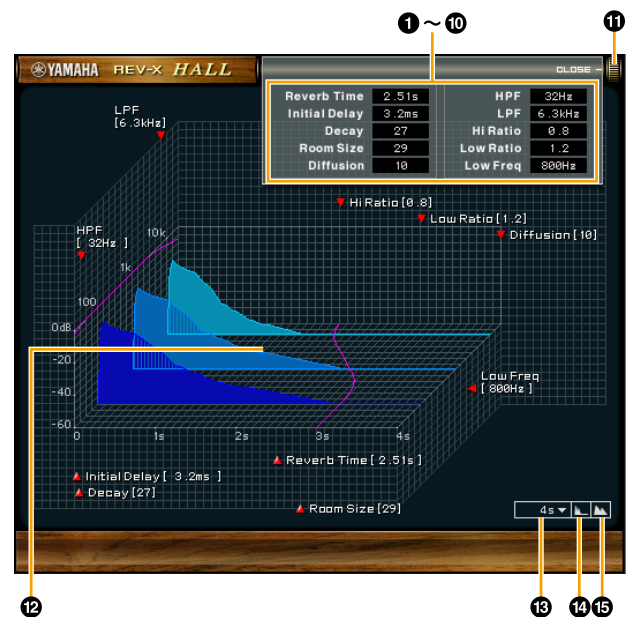 ❶ ~ ❿
⓫
YAMAHA REV-X HALL
CLOSE -
Reverb Time 2.51s HPF 32Hz
Initial Delay 3.2ms LPF 6.3kHz
Decay 27 Hi Ratio 0.8
Room Size 29 Low Ratio 1.2
Diffusion 10 Low Freq 800Hz
LPF
[6.3kHz]
Hi Ratio [0.8]
Low Ratio [1.2]
Diffusion [10]
HPF
[ 32Hz ]
10k
1k
100
0dB
-20
-40
-60
0 1s 2s 3s 4s
Low Freq
[ 800Hz ]
Reverb Time [ 2.51s ]
Initial Delay [ 3.2ms ]
Decay [27]
Room Size [29]
4s
⓬
⓭ ⓮ ⓯